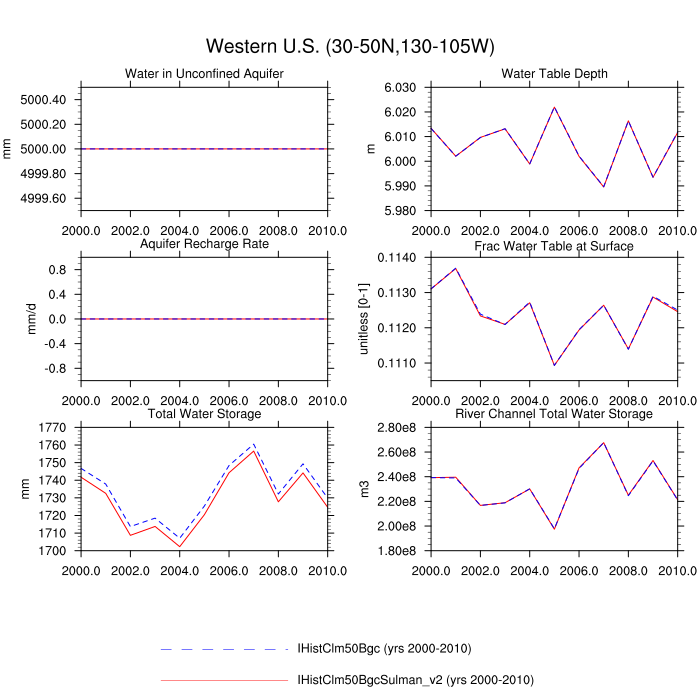 Western U.S. (30-50N,130-105W)
Water in Unconfined Aquifer
mm
5000.40
5000.20
5000.00
4999.80
4999.60
2000.0 2002.0 2004.0 2006.0 2008.0 2010.0
Water Table Depth
m
6.030
6.020
6.010
6.000
5.990
5.980
2000.0 2002.0 2004.0 2006.0 2008.0 2010.0
Aquifer Recharge Rate
mm/d
0.8
0.4
0.0
-0.4
-0.8
2000.0 2002.0 2004.0 2006.0 2008.0 2010.0
Frac Water Table at Surface
unitless [0-1]
0.1140
0.1130
0.1120
0.1110
2000.0 2002.0 2004.0 2006.0 2008.0 2010.0
Total Water Storage
mm
1770
1760
1750
1740
1730
1720
1710
1700
2000.0 2002.0 2004.0 2006.0 2008.0 2010.0
River Channel Total Water Storage
m3
2.80e8
2.60e8
2.40e8
2.20e8
2.00e8
1.80e8
2000.0 2002.0 2004.0 2006.0 2008.0 2010.0
IHistClm50Bgc (yrs 2000-2010)
IHistClm50BgcSulman_v2 (yrs 2000-2010)